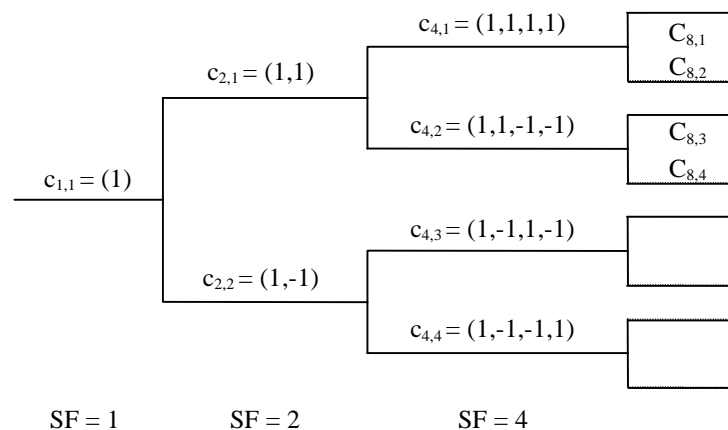 c4,1 = (1,1,1,1)
C8,1
C8,2
c2,1 = (1,1)
c4,2 = (1,1,-1,-1)
C8,3
C8,4
c1,1 = (1)
c4,3 = (1,-1,1,-1)
c2,2 = (1,-1)
c4,4 = (1,-1,-1,1)
SF = 1
SF = 2
SF = 4